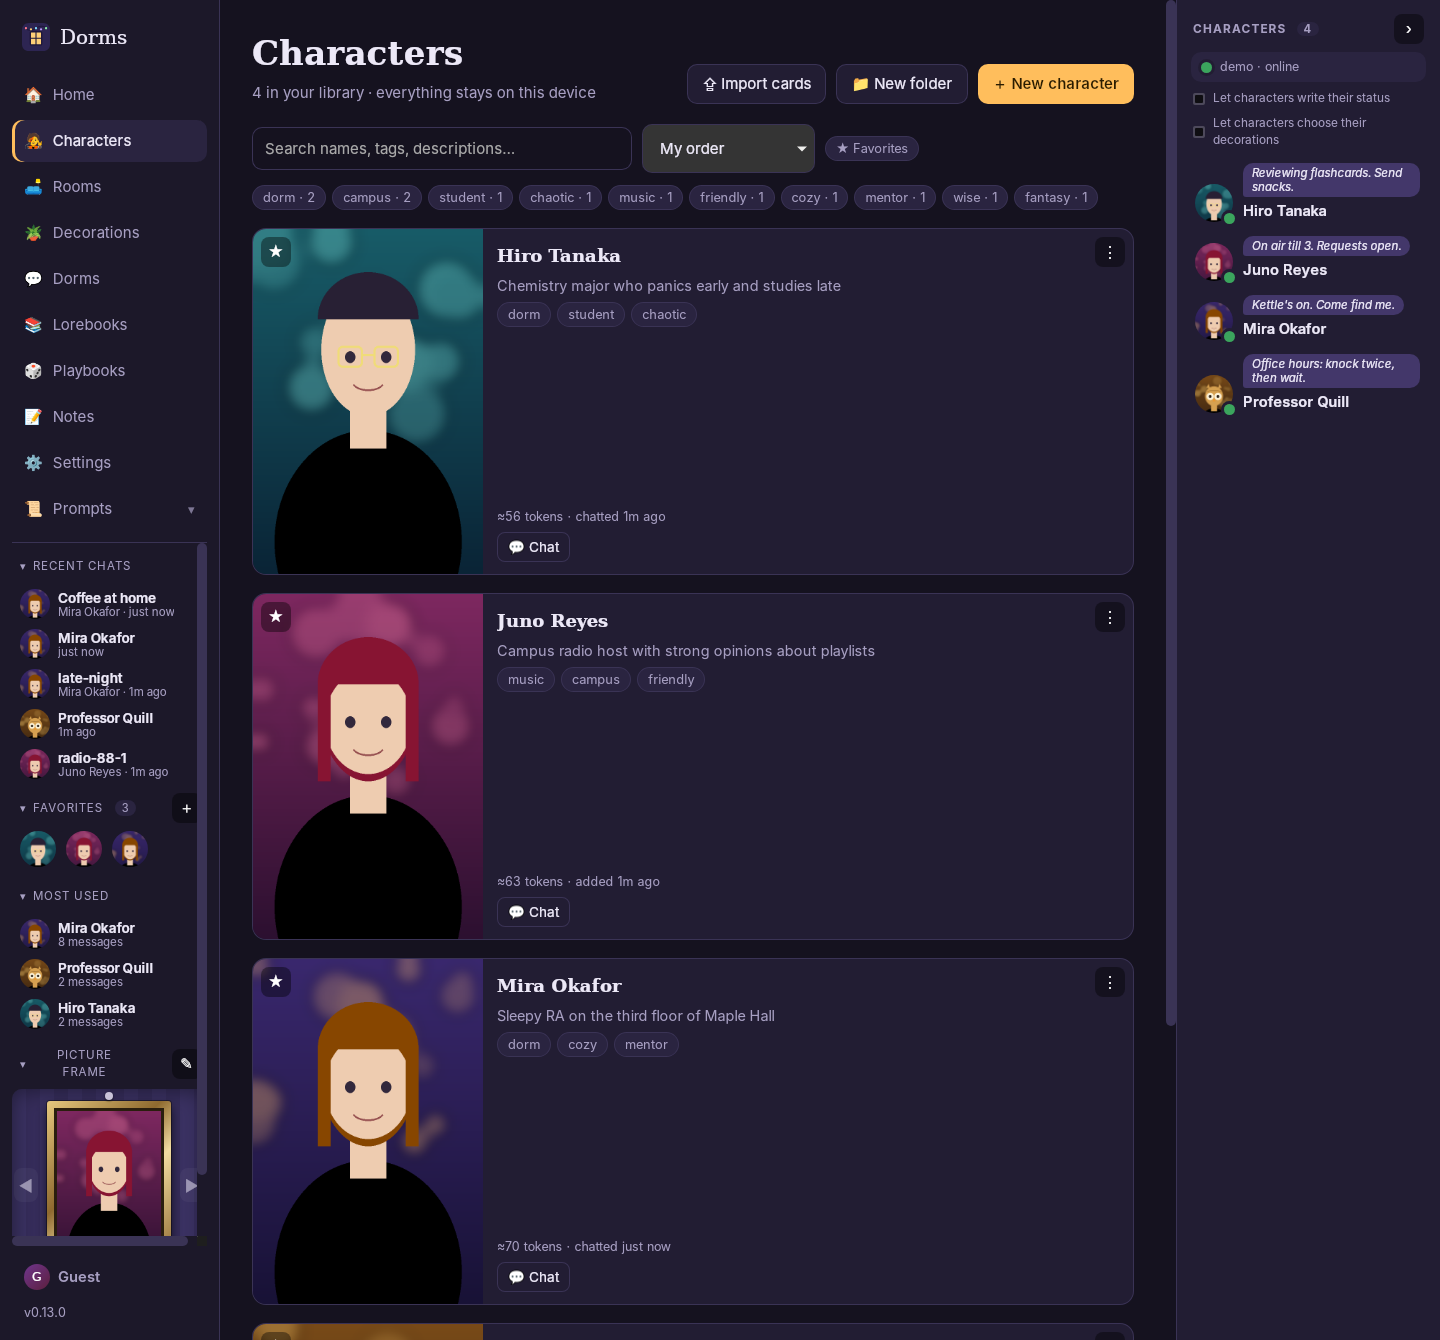 Dorms
Home
Characters
Rooms
Decorations
Dorms
Lorebooks
Playbooks
Notes
Settings
Prompts
RECENT CHATS
Coffee at home
Mira Okafor · just now
Mira Okafor
just now
late-night
Mira Okafor · 1m ago
Professor Quill
1m ago
radio-88-1
Juno Reyes · 1m ago
FAVORITES 3
+
MOST USED
Mira Okafor
8 messages
Professor Quill
2 messages
Hiro Tanaka
2 messages
PICTURE
FRAME
G Guest
v0.13.0
Characters
4 in your library · everything stays on this device
Import cards
New folder
+ New character
Search names, tags, descriptions...
My order
★ Favorites
dorm · 2 campus · 2 student · 1 chaotic · 1 music · 1 friendly · 1 cozy · 1 mentor · 1 wise · 1 fantasy · 1
Hiro Tanaka
Chemistry major who panics early and studies late
dorm student chaotic
≈56 tokens · chatted 1m ago
Chat
Juno Reyes
Campus radio host with strong opinions about playlists
music campus friendly
≈63 tokens · added 1m ago
Chat
Mira Okafor
Sleepy RA on the third floor of Maple Hall
dorm cozy mentor
≈70 tokens · chatted just now
Chat
CHARACTERS 4
demo · online
Let characters write their status
Let characters choose their
decorations
Reviewing flashcards. Send
snacks.
Hiro Tanaka
On air till 3. Requests open.
Juno Reyes
Kettle's on. Come find me.
Mira Okafor
Office hours: knock twice,
then wait.
Professor Quill